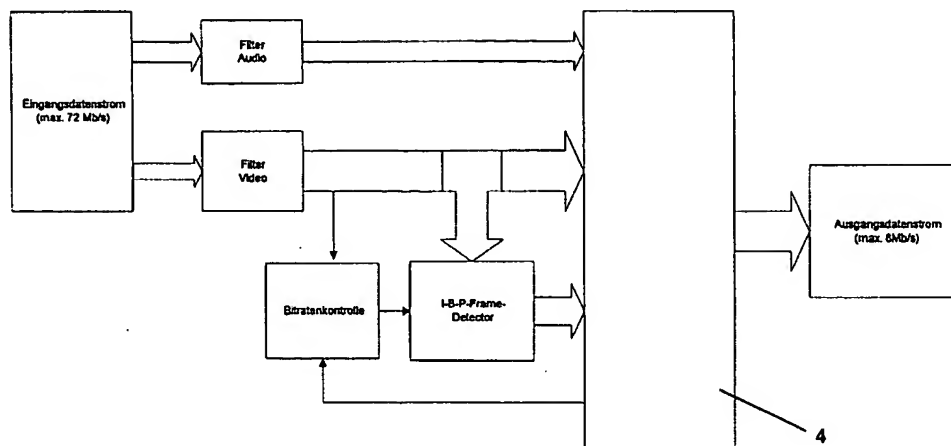 Filter
Audio
Eingangsdatenstrom
(max. 72 Mb/s)
Filter
Video
Ausgangsdatenstrom
(max. 6Mb/s)
Bitratenkontrolle
I-B-P-Frame-
Detector
4